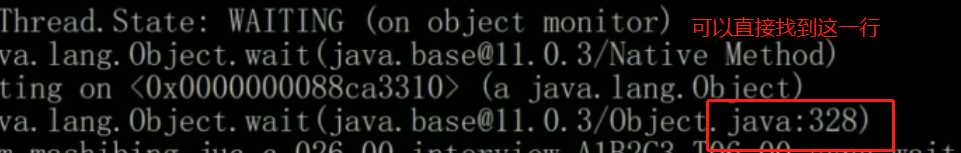 Thread.State: WAITING (on object monitor) 可以直接找到这一行
va.lang.Object.wait(java.base@11.0.3/Native Method)
ting on <0x0000000088ca3310> (a java.lang.Object)
va.lang.Object.wait(java.base@11.0.3/Object.java:328)